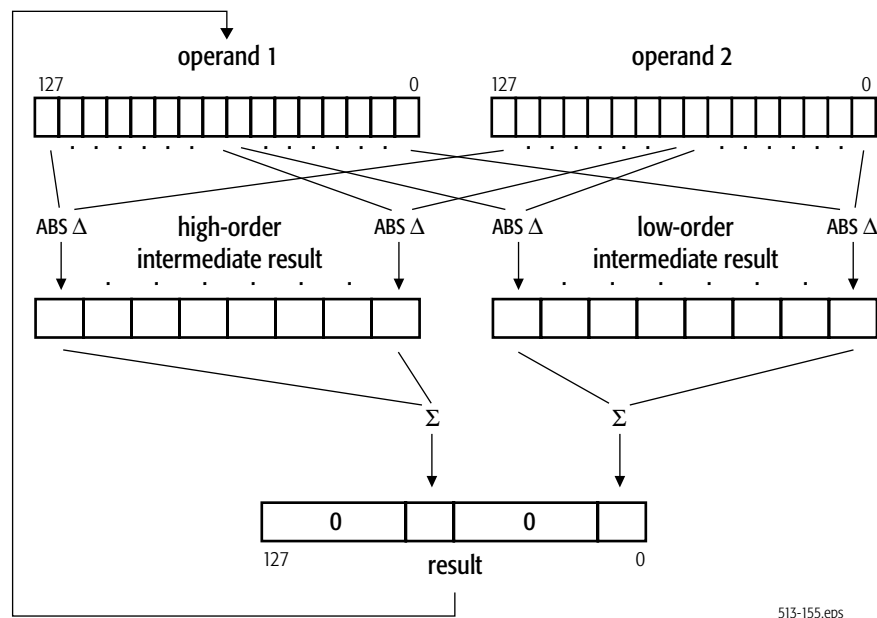 operand 1 operand 2
127 0 127 0
. . . . . . . . . . . . . . . . . . . . . . . .
ABS Δ high-order ABS Δ ABS Δ low-order ABS Δ
intermediate result intermediate result
. . . . . . . . . . . .
Σ Σ
0 0
127 result 0
513-155.eps